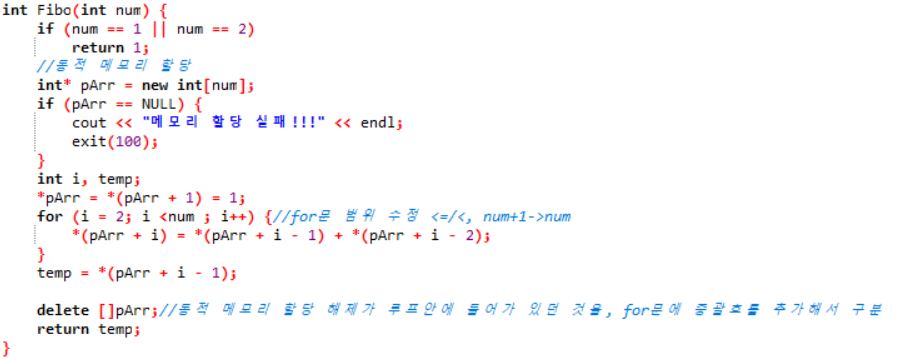 int Fibo(int num) {
    if (num == 1 || num == 2)
        return 1;
    //동적 메모리 할당
    int* pArr = new int[num];
    if (pArr == NULL) {
        cout << "메모리 할당 실패!!!" << endl;
        exit(100);
    }
    int i, temp;
    *pArr = *(pArr + 1) = 1;
    for (i = 2; i <num ; i++) {//for문 범위 수정 <=/<, num+1->num
        *(pArr + i) = *(pArr + i - 1) + *(pArr + i - 2);
    }
    temp = *(pArr + i - 1);
    delete []pArr;//동적 메모리 할당 해제가 루프안에 들어가 있던 것을, for문에 중괄호를 추가해서 구분
    return temp;
}